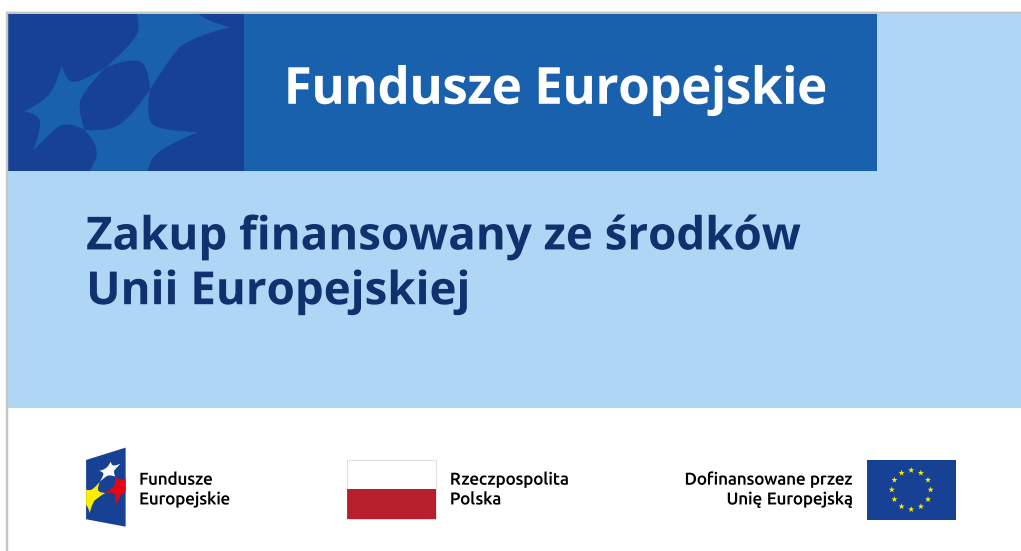 Fundusze Europejskie
Zakup finansowany ze środków
Unii Europejskiej
Fundusze
Europejskie
Rzeczpospolita
Polska
Dofinansowane przez
Unię Europejską